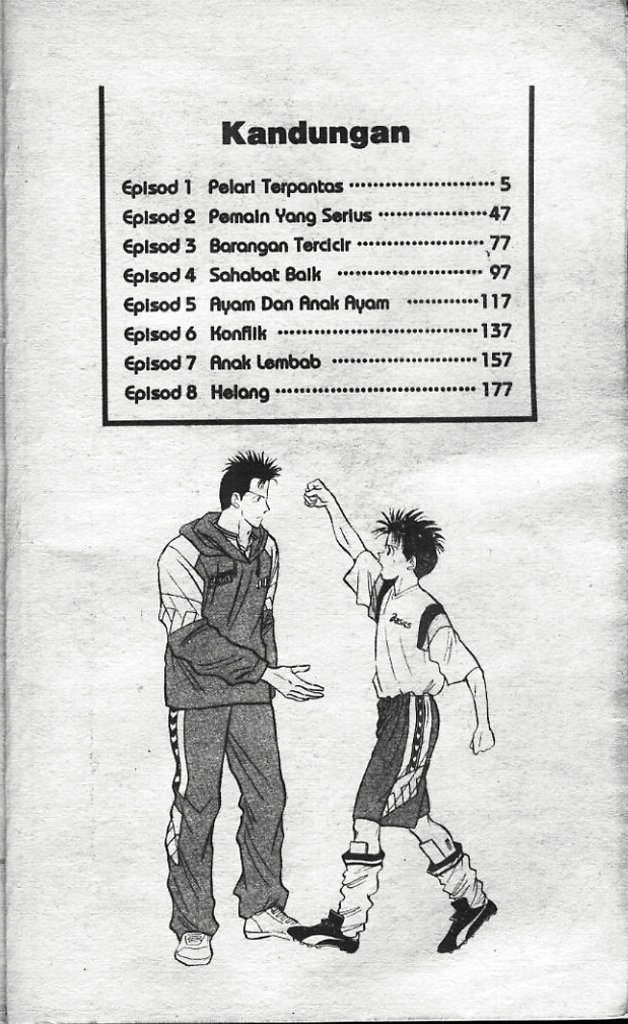 Kandungan
Episod 1 Pelari Terpantas ························ 5
Episod 2 Pemain Yang Serius ·················· 47
Episod 3 Barangan Tercicir ····················· 77
Episod 4 Sahabat Baik ························ 97
Episod 5 Ayam Dan Anak Ayam ············ 117
Episod 6 Konflik ································· 137
Episod 7 Anak Lembab ························ 157
Episod 8 Helang ·································· 177
asics